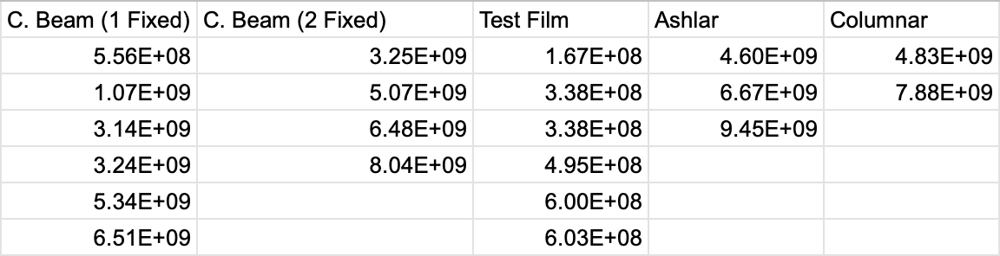 C. Beam (1 Fixed) C. Beam (2 Fixed) Test Film Ashlar Columnar
5.56E+08 3.25E+09 1.67E+08 4.60E+09 4.83E+09
1.07E+09 5.07E+09 3.38E+08 6.67E+09 7.88E+09
3.14E+09 6.48E+09 3.38E+08 9.45E+09
3.24E+09 8.04E+09 4.95E+08
5.34E+09 6.00E+08
6.51E+09 6.03E+08